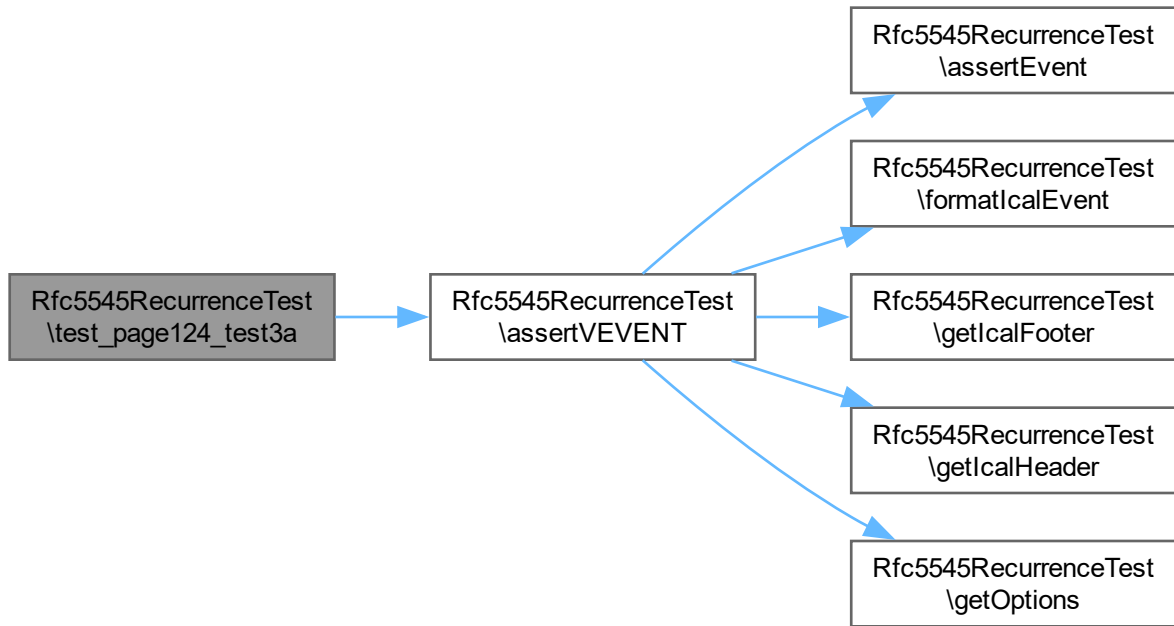 Rfc5545RecurrenceTest
\test_page124_test3a
Rfc5545RecurrenceTest
\assertVEVENT
Rfc5545RecurrenceTest
\assertEvent
Rfc5545RecurrenceTest
\formatIcalEvent
Rfc5545RecurrenceTest
\getIcalFooter
Rfc5545RecurrenceTest
\getIcalHeader
Rfc5545RecurrenceTest
\getOptions